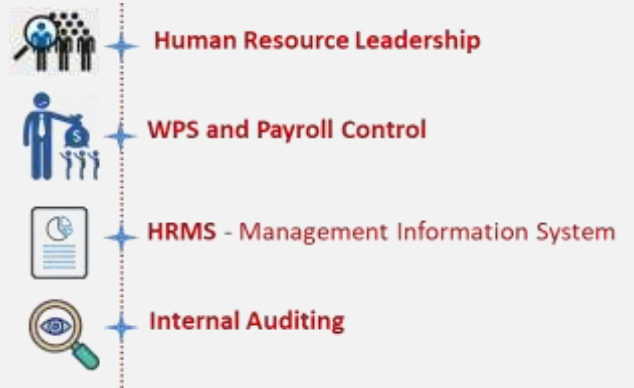 Human Resource Leadership
$
WPS and Payroll Control
HRMS - Management Information System
Internal Auditing